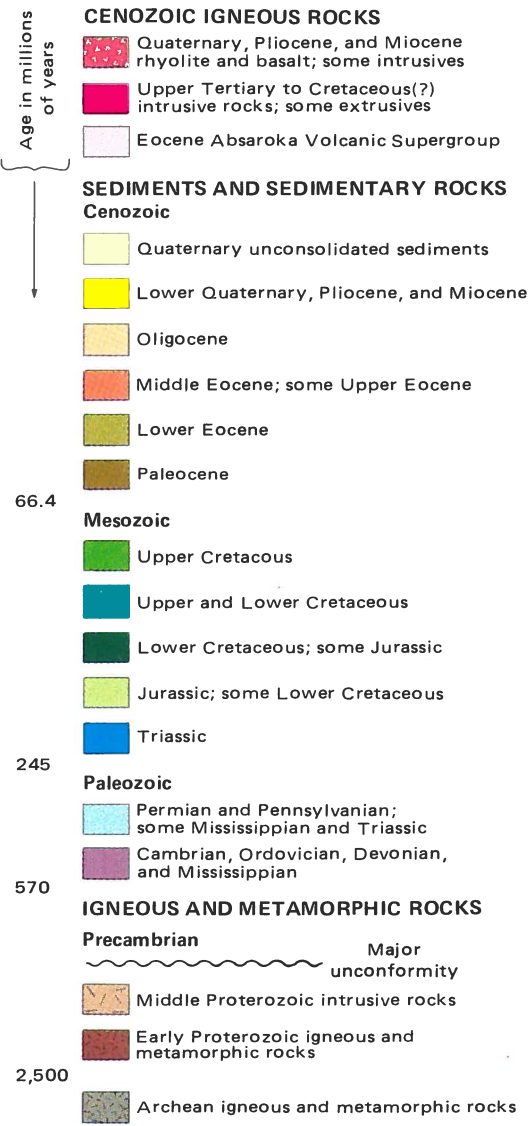 Age in millions
of years
CENOZOIC IGNEOUS ROCKS
Quaternary, Pliocene, and Miocene
rhyolite and basalt; some intrusives
Upper Tertiary to Cretaceous(?)
intrusive rocks; some extrusives
Eocene Absaroka Volcanic Supergroup
SEDIMENTS AND SEDIMENTARY ROCKS
Cenozoic
Quaternary unconsolidated sediments
Lower Quaternary, Pliocene, and Miocene
Oligocene
Middle Eocene; some Upper Eocene
Lower Eocene
Paleocene
66.4
Mesozoic
Upper Cretacous
Upper and Lower Cretaceous
Lower Cretaceous; some Jurassic
Jurassic; some Lower Cretaceous
Triassic
245
Paleozoic
Permian and Pennsylvanian;
some Mississippian and Triassic
Cambrian, Ordovician, Devonian,
and Mississippian
570
IGNEOUS AND METAMORPHIC ROCKS
Precambrian
Major
unconformity
Middle Proterozoic intrusive rocks
Early Proterozoic igneous and
metamorphic rocks
2,500
Archean igneous and metamorphic rocks